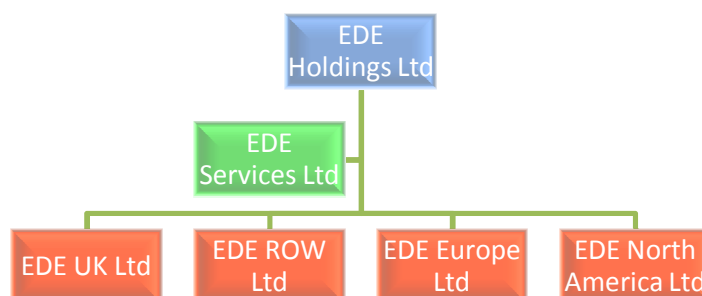 EDE
Holdings Ltd
EDE
Services Ltd
EDE UK Ltd
EDE ROW
Ltd
EDE Europe
Ltd
EDE North
America Ltd